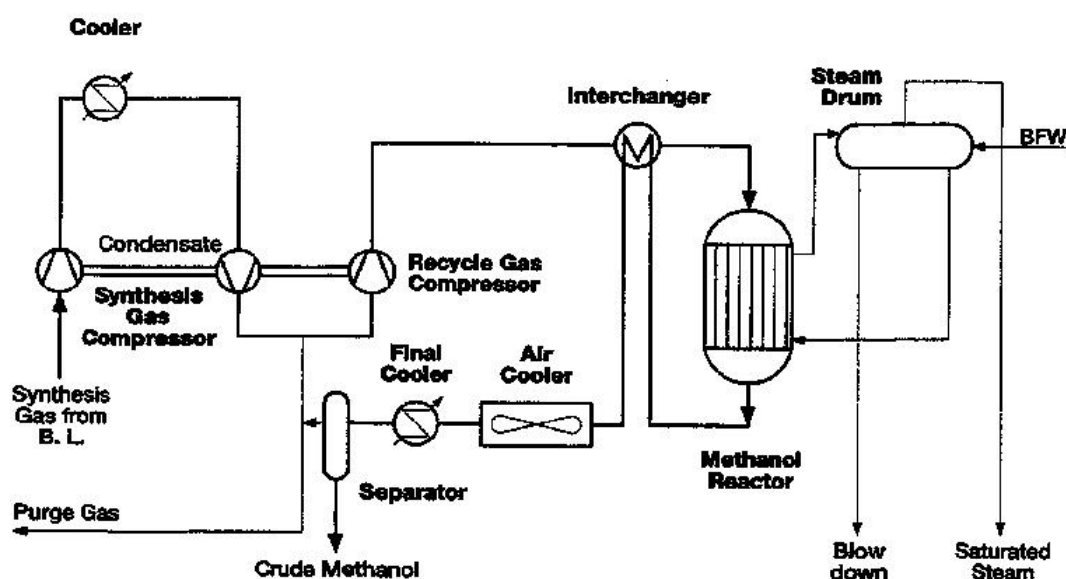 Cooler
Interchanger
Steam
Drum
BFW
Condensate
Synthesis
Gas
Compressor
Recycle Gas
Compressor
Synthesis
Gas from
B. L.
Final
Cooler
Air
Cooler
Methanol
Reactor
Separator
Purge Gas
Crude Methanol
Blow
down
Saturated
Steam